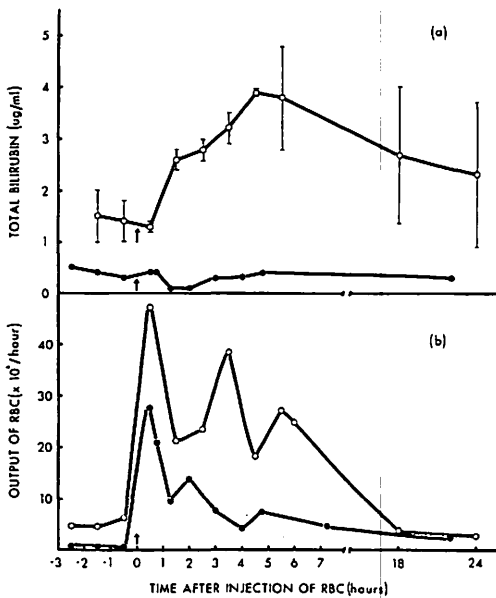 (a)
TOTAL BILIRUBIN (ug/ml)
5
4
3
2
1
0
(b)
OUTPUT OF RBC (x 10⁶/hour)
40
30
20
10
-3 -2 -1 0 1 2 3 4 5 6 7 18 24
TIME AFTER INJECTION OF RBC (hours)